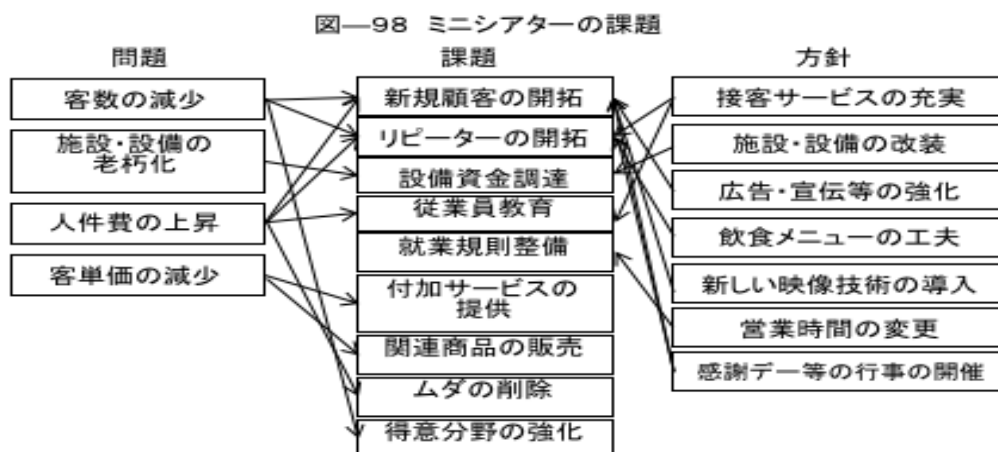 図―98 ミニシアターの課題
問題
客数の減少
施設・設備の
老朽化
人件費の上昇
客単価の減少
課題
新規顧客の開拓
リピーターの開拓
設備資金調達
従業員教育
就業規則整備
付加サービスの
提供
関連商品の販売
ムダの削除
得意分野の強化
方針
接客サービスの充実
施設・設備の改装
広告・宣伝等の強化
飲食メニューの工夫
新しい映像技術の導入
営業時間の変更
感謝デー等の行事の開催